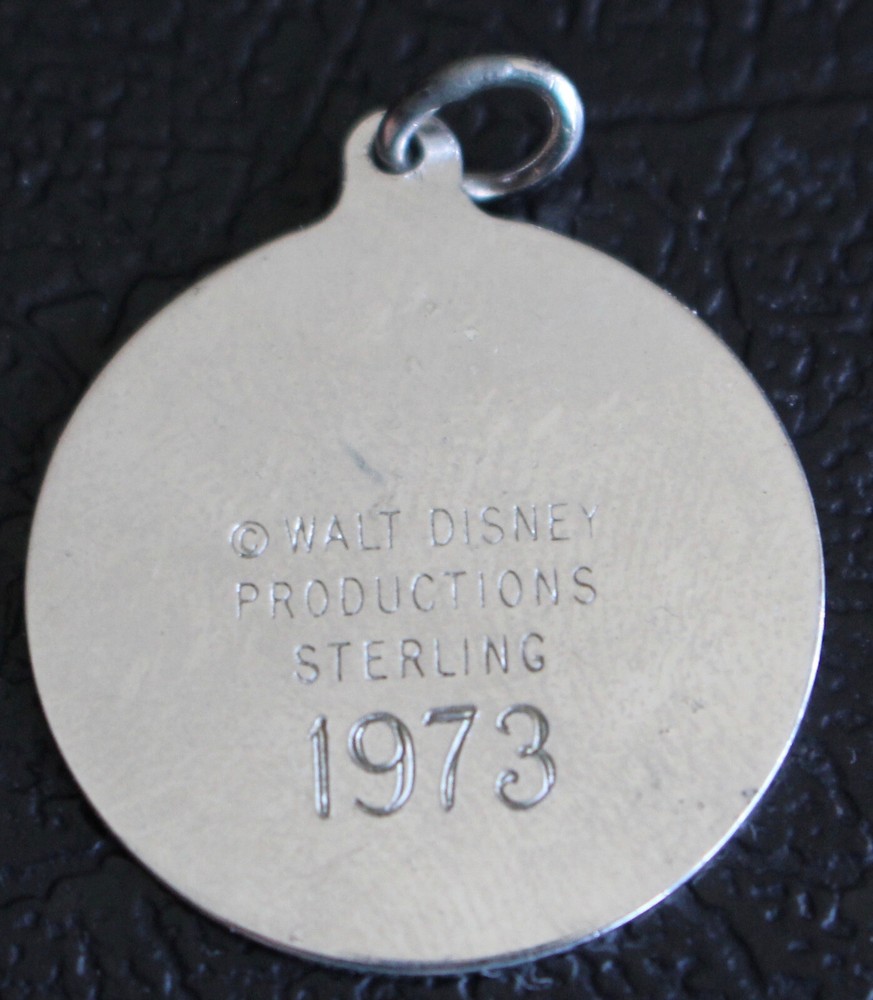 © WALT DISNEY
PRODUCTIONS
STERLING
1973